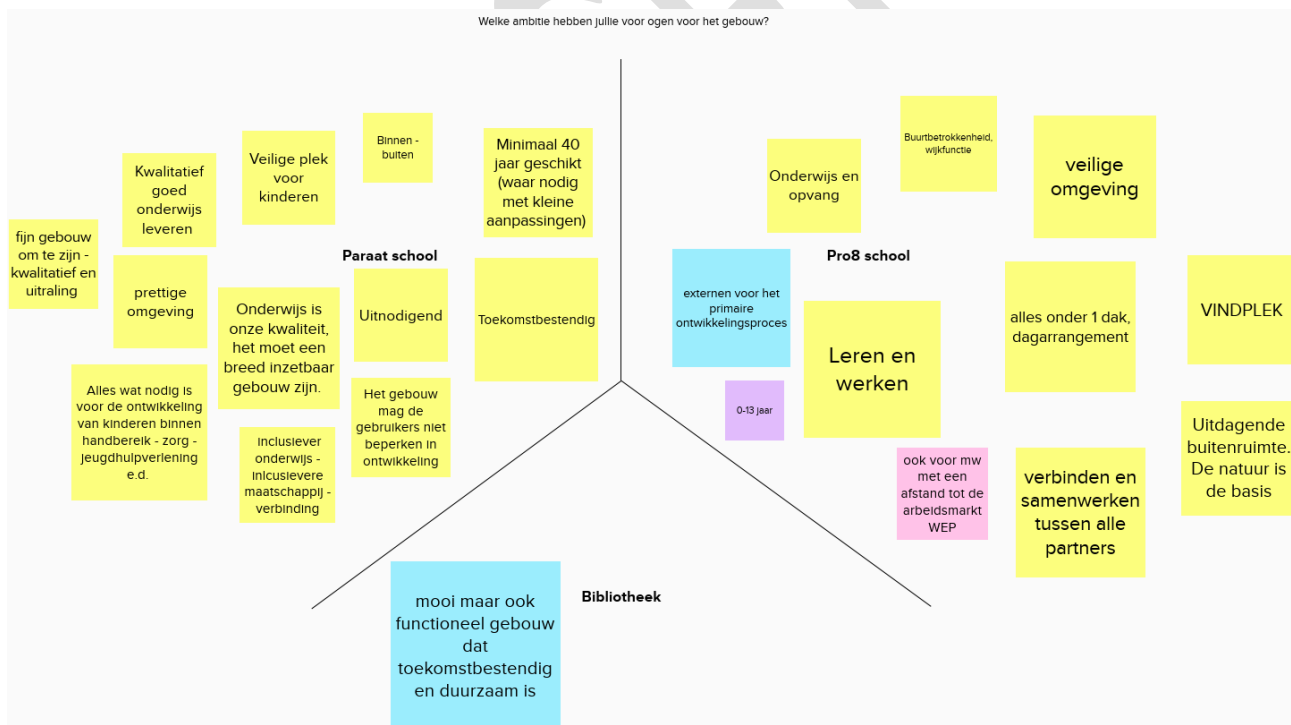 Welke ambitie hebben jullie voor ogen voor het gebouw?
Paraat school
Binnen -
buiten
Minimaal 40
jaar geschikt
(waar nodig
met kleine
aanpassingen)
Veilige plek
voor
kinderen
Kwalitatief
goed
onderwijs
leveren
fijn gebouw
om te zijn -
kwalitatief en
uitraling
prettige
omgeving
Onderwijs is
onze kwaliteit,
het moet een
breed inzetbaar
gebouw zijn.
Uitnodigend
Toekomstbestendig
Alles wat nodig is
voor de ontwikkeling
van kinderen binnen
handbereik - zorg -
jeugdhulpverlening
e.d.
Het gebouw
mag de
gebruikers niet
beperken in
ontwikkeling
inclusiever
onderwijs -
inlcusievere
maatschappij -
verbinding
Pro8 school
Buurtbetrokkenheid,
wijkfunctie
veilige
omgeving
Onderwijs en
opvang
externen voor het
primaire
ontwikkelingsproces
Leren en
werken
alles onder 1 dak,
dagarrangement
VINDPLEK
0-13 jaar
ook voor mw
met een
afstand tot de
arbeidsmarkt
WEP
verbinden en
samenwerken
tussen alle
partners
Uitdagende
buitenruimte.
De natuur is
de basis
Bibliotheek
mooi maar ook
functioneel gebouw
dat
toekomstbestendig
en duurzaam is